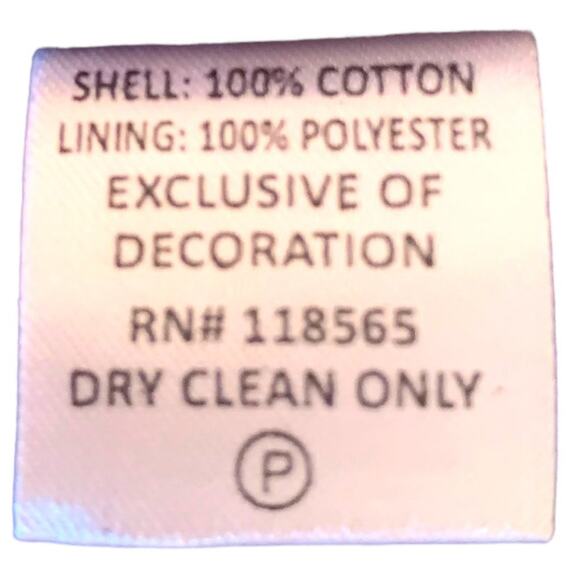 SHELL: 100% COTTON
LINING: 100% POLYESTER
EXCLUSIVE OF
DECORATION
RN# 118565
DRY CLEAN ONLY
P